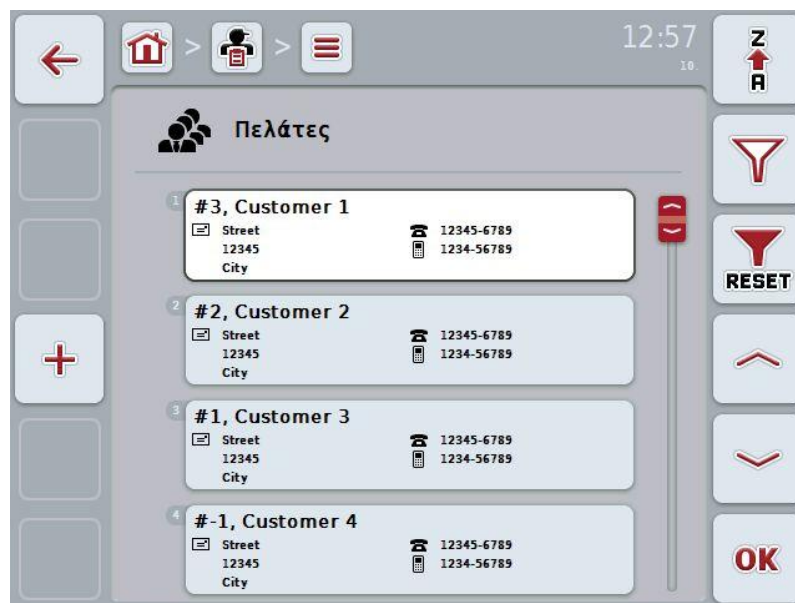 > >
12:57
10.
Z
A
Πελάτες
1
#3, Customer 1
Street
12345-6789
12345
1234-56789
City
RESET
2
#2, Customer 2
Street
12345-6789
12345
1234-56789
City
3
#1, Customer 3
Street
12345-6789
12345
1234-56789
City
4
#-1, Customer 4
Street
12345-6789
12345
1234-56789
City
OK